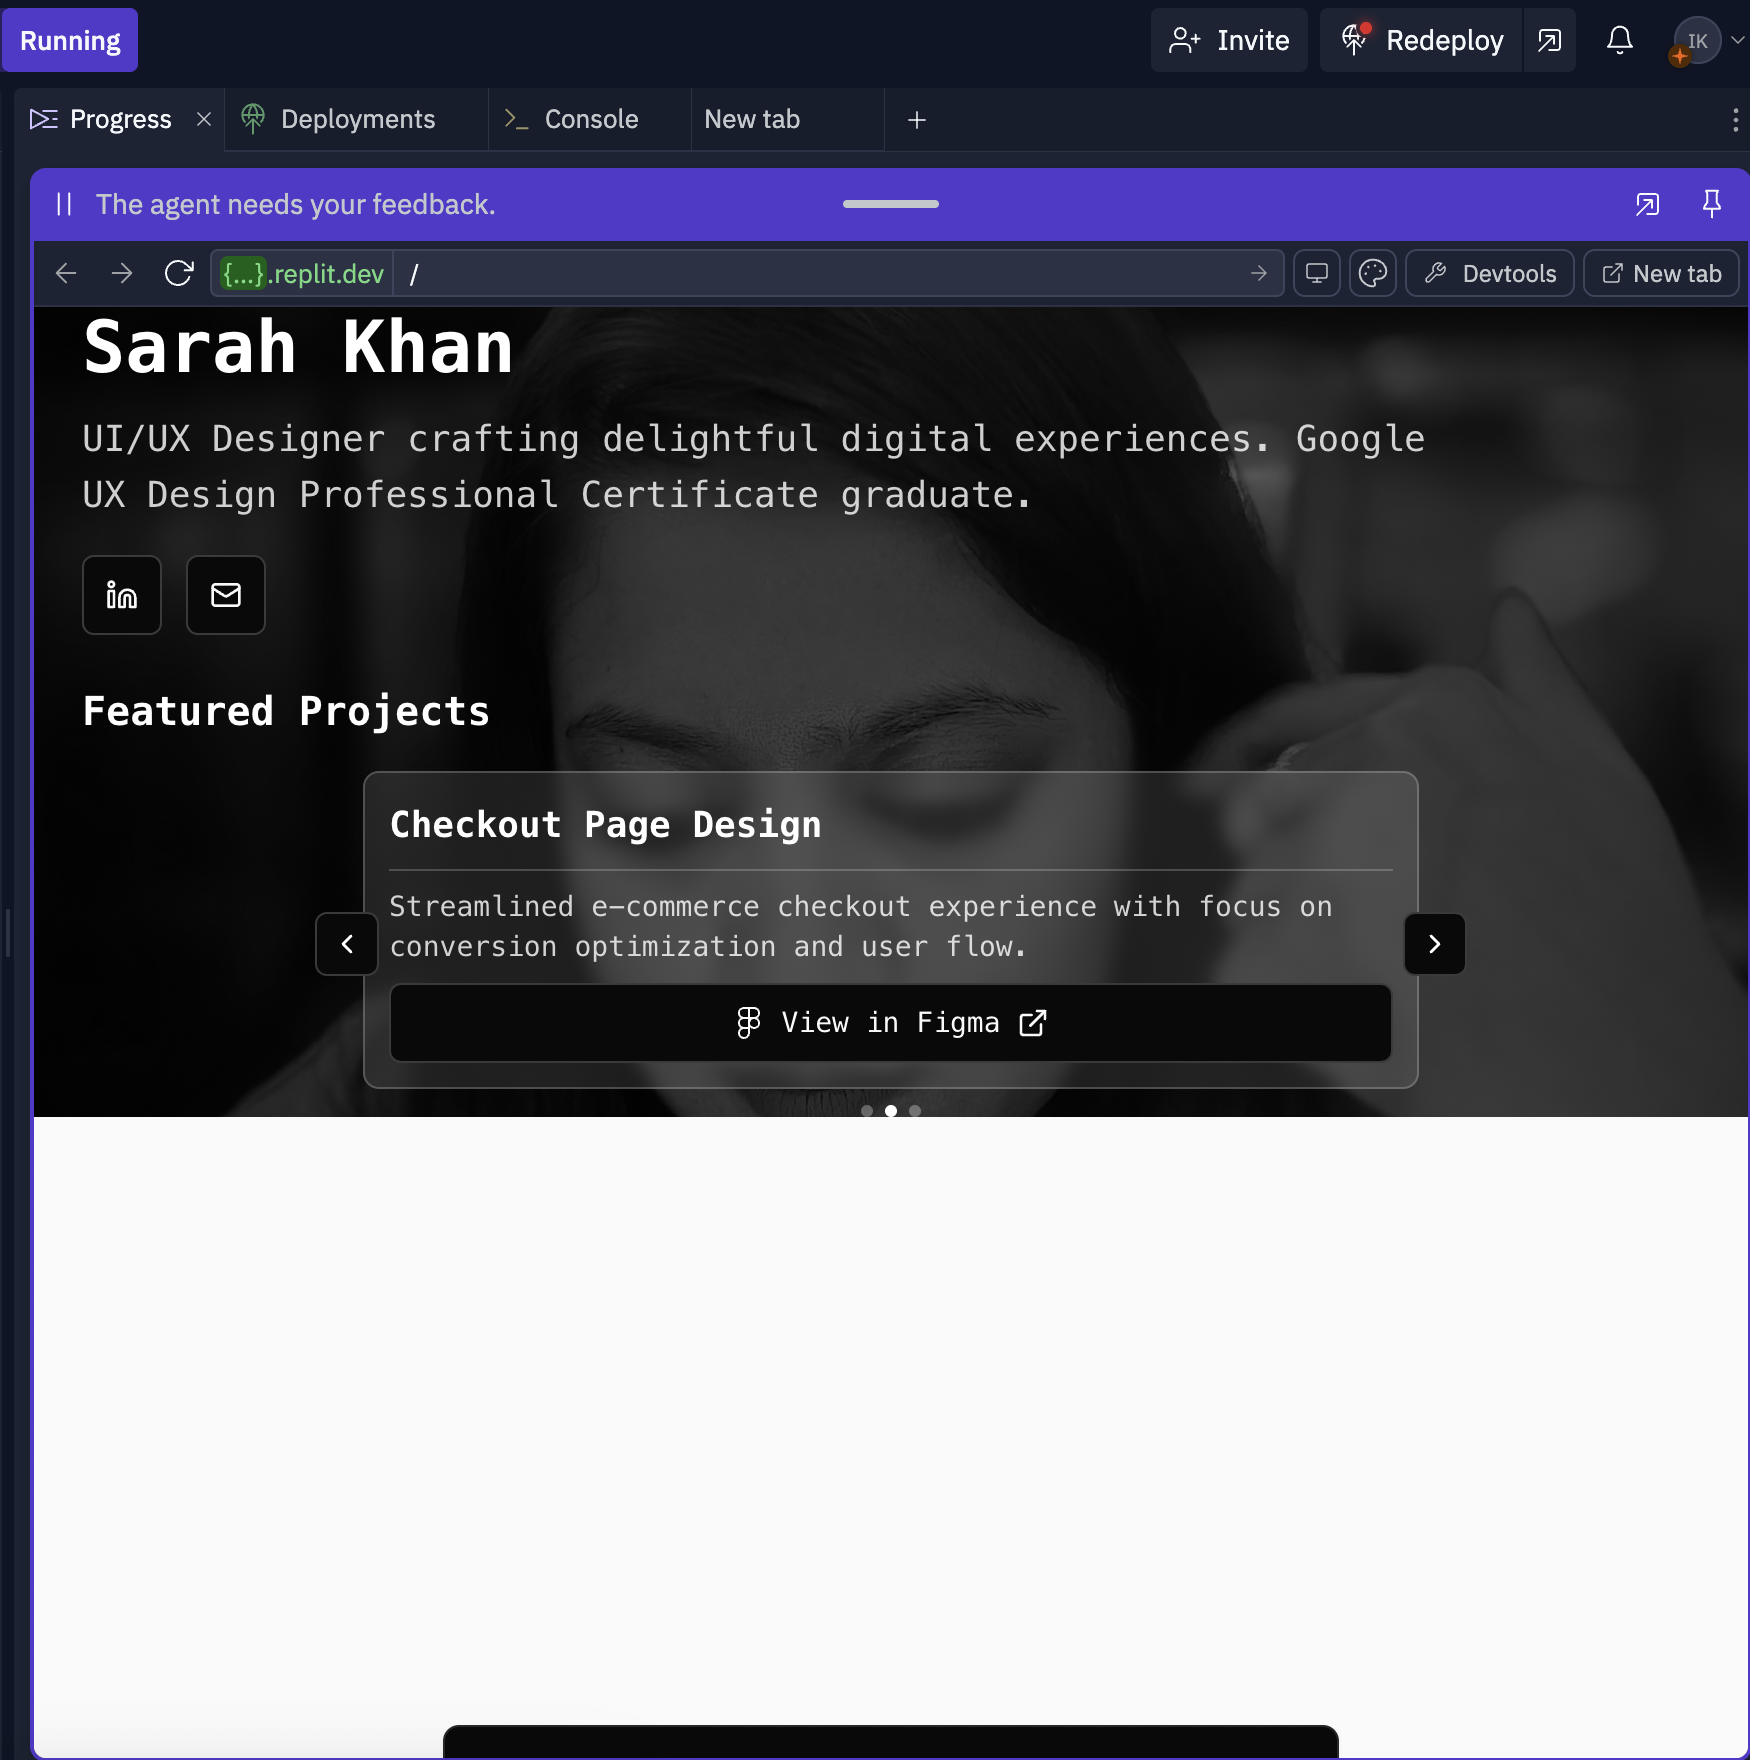 Running
Invite
Redeploy
IK
Progress
Deployments
Console
New tab
The agent needs your feedback.
{...}.replit.dev
/
Devtools
New tab
Sarah Khan
UI/UX Designer crafting delightful digital experiences. Google
UX Design Professional Certificate graduate.
in
Featured Projects
Checkout Page Design
Streamlined e-commerce checkout experience with focus on
conversion optimization and user flow.
View in Figma